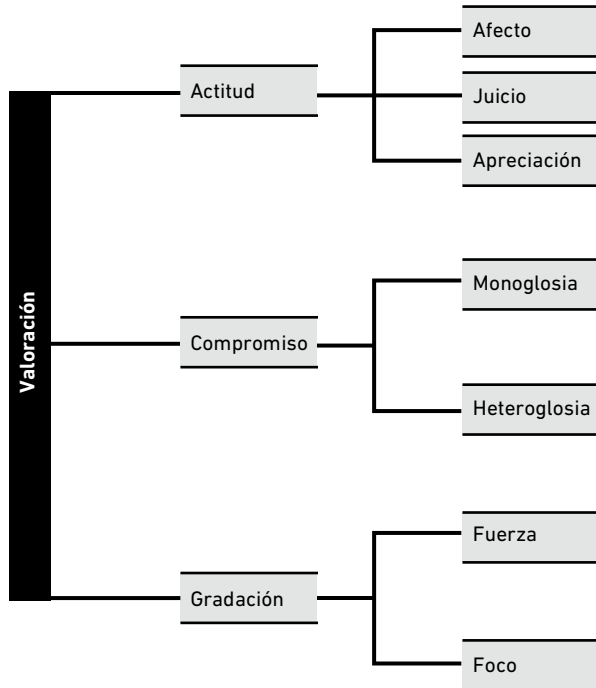 Valoración
Actitud
Afecto
Juicio
Apreciación
Compromiso
Monoglosia
Heteroglosia
Gradación
Fuerza
Foco